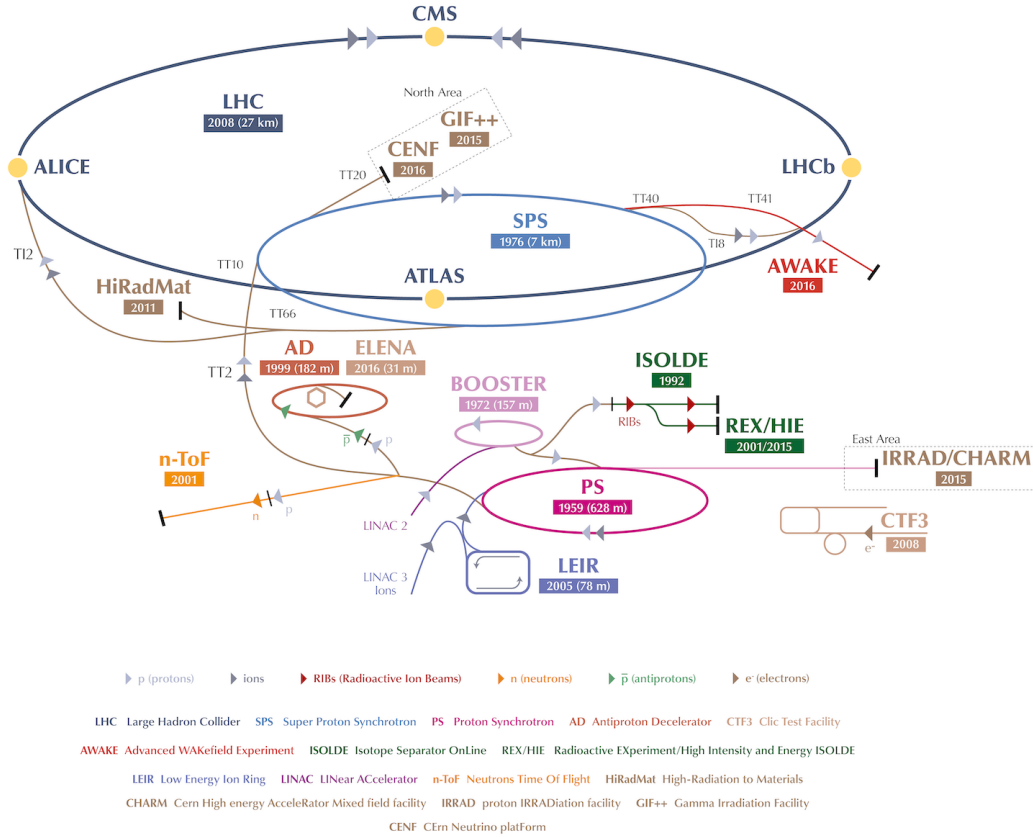 CMS
LHC
2008 (27 km)
North Area
GIF++
2015
CENF
2016
ALICE
LHCb
TT20
TT40
TT41
SPS
1976 (7 km)
TI2
TT10
TI8
ATLAS
AWAKE
2016
HiRadMat
2011
TT66
TT2
AD
1999 (182 m)
ELENA
2016 (31 m)
BOOSTER
1972 (157 m)
ISOLDE
1992
RIBs
REX/HIE
2001/2015
p̅
p
East Area
IRRAD/CHARM
2015
n-ToF
2001
n
p
PS
1959 (628 m)
LINAC 2
CTF3
2008
e-
LEIR
2005 (78 m)
LINAC 3
Ions
p (protons) ions RIBs (Radioactive Ion Beams) n (neutrons) p̅ (antiprotons) e- (electrons)
LHC Large Hadron Collider SPS Super Proton Synchrotron PS Proton Synchrotron AD Antiproton Decelerator CTF3 Clic Test Facility
AWAKE Advanced WAKefield Experiment ISOLDE Isotope Separator OnLine REX/HIE Radioactive EXperiment/High Intensity and Energy ISOLDE
LEIR Low Energy Ion Ring LINAC LINear ACcelerator n-ToF Neutrons Time Of Flight HiRadMat High-Radiation to Materials
CHARM Cern High energy AcceleRator Mixed field facility IRRAD proton IRRADiation facility GIF++ Gamma Irradiation Facility
CENF CErn Neutrino platForm